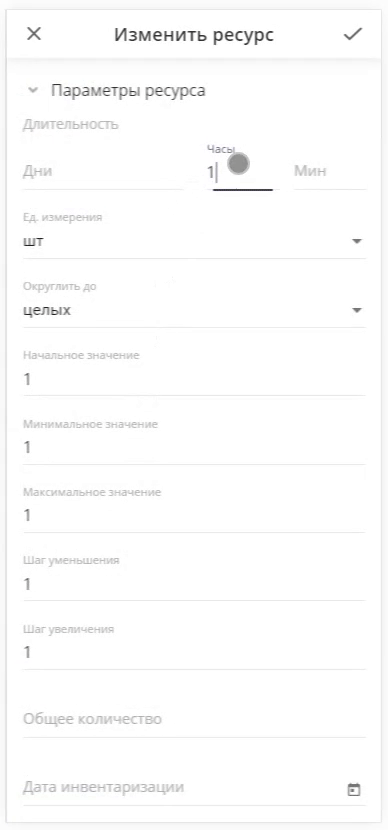 Изменить ресурс
Параметры ресурса
Длительность
Дни
Часы
1
Мин
Ед. измерения
шт
Округлить до
целых
Начальное значение
1
Минимальное значение
1
Максимальное значение
1
Шаг уменьшения
1
Шаг увеличения
1
Общее количество
Дата инвентаризации